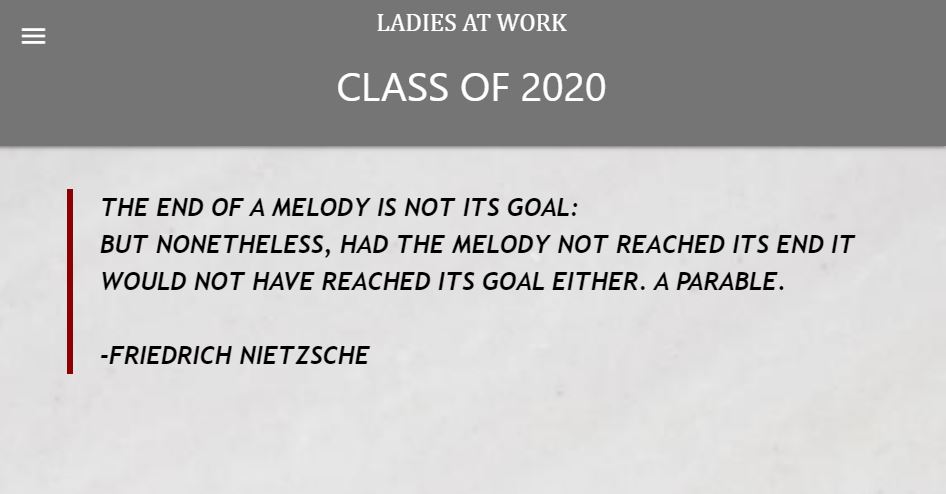 LADIES AT WORK
CLASS OF 2020
THE END OF A MELODY IS NOT ITS GOAL:
BUT NONETHELESS, HAD THE MELODY NOT REACHED ITS END IT
WOULD NOT HAVE REACHED ITS GOAL EITHER. A PARABLE.
-FRIEDRICH NIETZSCHE